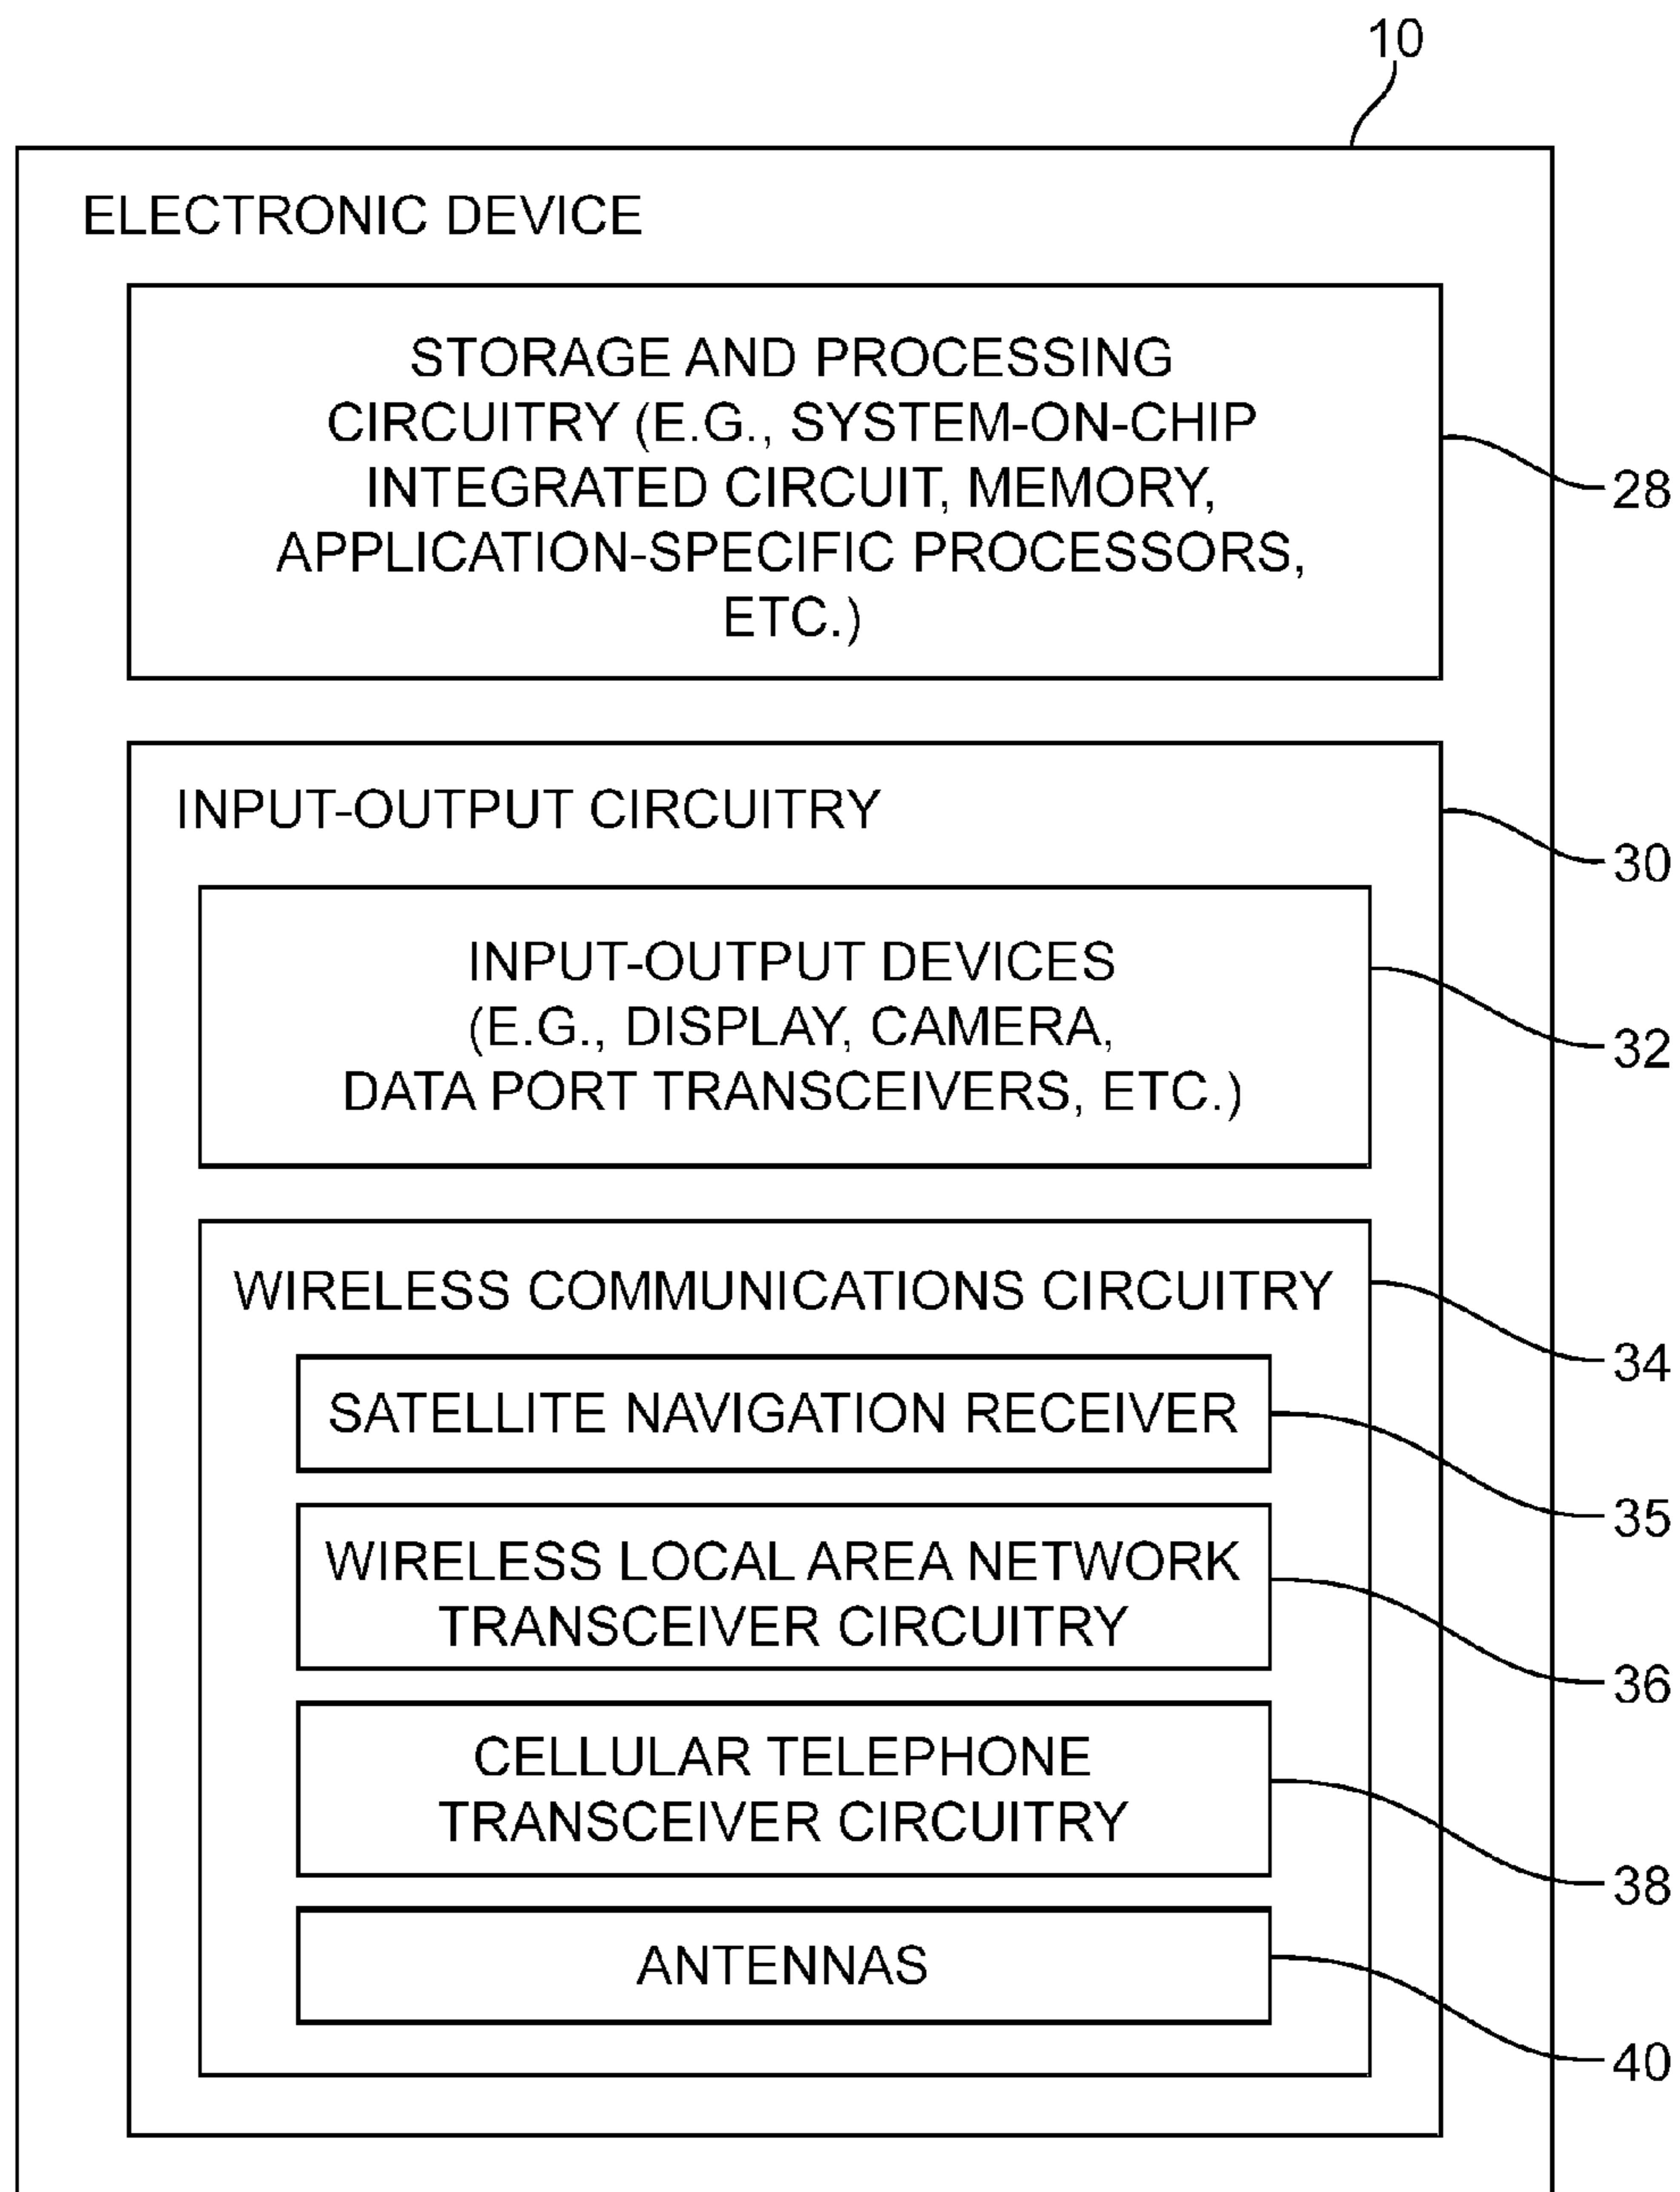 10
ELECTRONIC DEVICE
STORAGE AND PROCESSING
CIRCUITRY (E.G., SYSTEM-ON-CHIP
INTEGRATED CIRCUIT, MEMORY,
APPLICATION-SPECIFIC PROCESSORS,
ETC.)
28
INPUT-OUTPUT CIRCUITRY
30
INPUT-OUTPUT DEVICES
(E.G., DISPLAY, CAMERA,
DATA PORT TRANSCEIVERS, ETC.)
32
WIRELESS COMMUNICATIONS CIRCUITRY
34
SATELLITE NAVIGATION RECEIVER
35
WIRELESS LOCAL AREA NETWORK
TRANSCEIVER CIRCUITRY
36
CELLULAR TELEPHONE
TRANSCEIVER CIRCUITRY
38
ANTENNAS
40